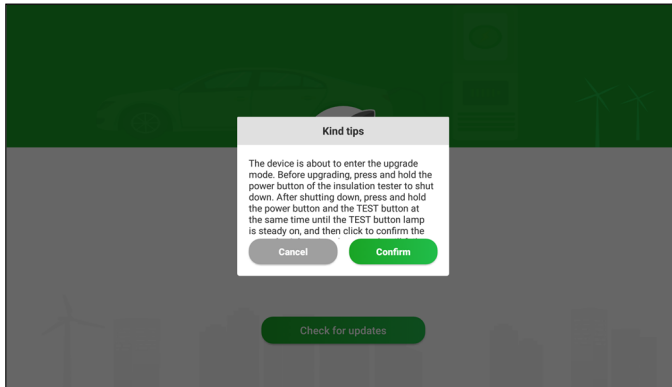 Kind tips
The device is about to enter the upgrade
mode. Before upgrading, press and hold the
power button of the insulation tester to shut
down. After shutting down, press and hold
the power button and the TEST button at
the same time until the TEST button lamp
is steady on, and then click to confirm the
Cancel
Confirm
Check for updates